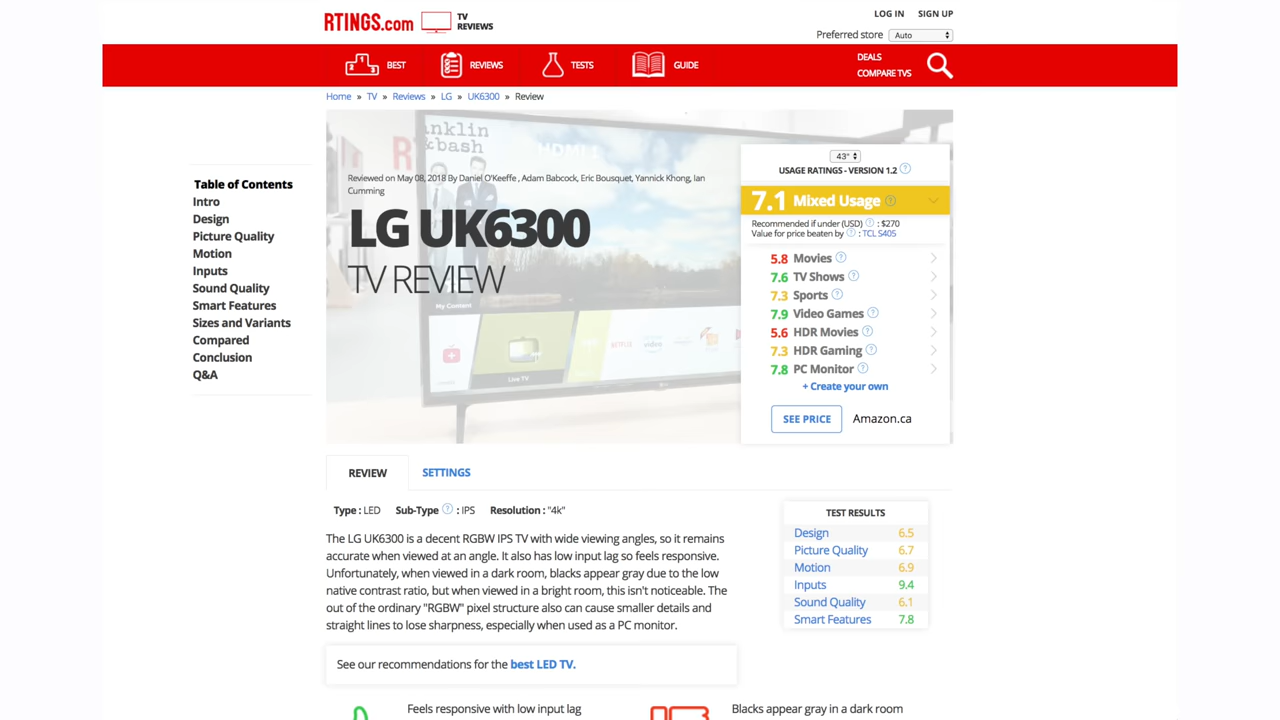 RTINGS.com
TV
REVIEWS
LOG IN SIGN UP
Preferred store Auto
BEST REVIEWS TESTS GUIDE
DEALS
COMPARE TVS
Home » TV » Reviews » LG » UK6300 » Review
nklin
&bash
HDMI 1
Reviewed on May 08, 2018 By Daniel O'Keeffe , Adam Babcock, Eric Bousquet, Yannick Khong, Ian
Cumming
LG UK6300
TV REVIEW
My Content
Live TV
NETFLIX
video
43"
USAGE RATINGS - VERSION 1.2 ?
7.1 Mixed Usage ?
Recommended if under (USD) ? : $270
Value for price beaten by ? : TCL S405
5.8 Movies ?
7.6 TV Shows ?
7.3 Sports ?
7.9 Video Games ?
5.6 HDR Movies ?
7.3 HDR Gaming ?
7.8 PC Monitor ?
+ Create your own
SEE PRICE Amazon.ca
Table of Contents
Intro
Design
Picture Quality
Motion
Inputs
Sound Quality
Smart Features
Sizes and Variants
Compared
Conclusion
Q&A
REVIEW SETTINGS
Type : LED Sub-Type ? : IPS Resolution : "4k"
The LG UK6300 is a decent RGBW IPS TV with wide viewing angles, so it remains
accurate when viewed at an angle. It also has low input lag so feels responsive.
Unfortunately, when viewed in a dark room, blacks appear gray due to the low
native contrast ratio, but when viewed in a bright room, this isn't noticeable. The
out of the ordinary "RGBW" pixel structure also can cause smaller details and
straight lines to lose sharpness, especially when used as a PC monitor.
TEST RESULTS
Design 6.5
Picture Quality 6.7
Motion 6.9
Inputs 9.4
Sound Quality 6.1
Smart Features 7.8
See our recommendations for the best LED TV.
Feels responsive with low input lag
Blacks appear gray in a dark room